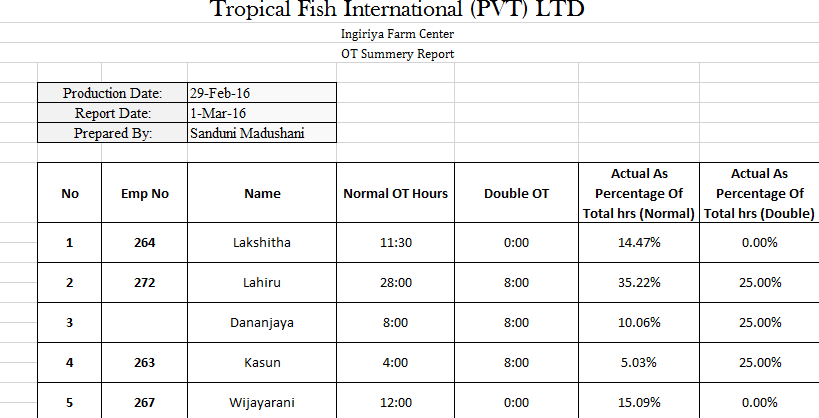 Tropical Fish International (PVT) LTD
Ingiriya Farm Center
OT Summery Report
Production Date: 29-Feb-16
Report Date: 1-Mar-16
Prepared By: Sanduni Madushani
No Emp No Name Normal OT Hours Double OT Actual As Percentage Of Total hrs (Normal) Actual As Percentage Of Total hrs (Double)
1 264 Lakshitha 11:30 0:00 14.47% 0.00%
2 272 Lahiru 28:00 8:00 35.22% 25.00%
3 Dananjaya 8:00 8:00 10.06% 25.00%
4 263 Kasun 4:00 8:00 5.03% 25.00%
5 267 Wijayarani 12:00 0:00 15.09% 0.00%